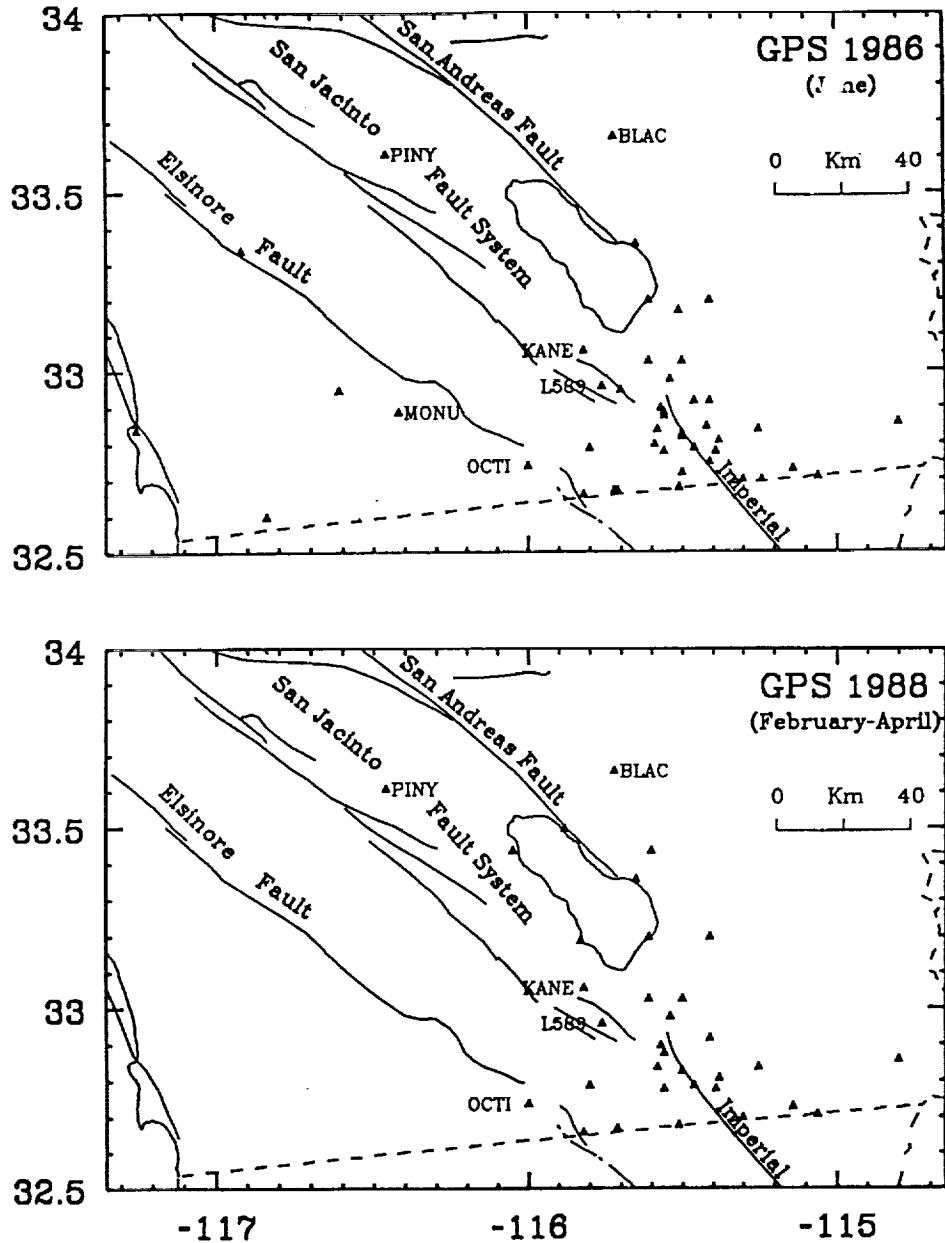 34
33.5
33
32.5
GPS 1986
(J ne)
0 Km 40
San Andreas Fault
San Jacinto
Fault System
Elsinore
Fault
BLAC
PINY
KANE
L589
MONU
OCTI
Imperial
34
33.5
33
32.5
GPS 1988
(February-April)
0 Km 40
San Andreas Fault
San Jacinto
Fault System
Elsinore
Fault
BLAC
PINY
KANE
L589
OCTI
Imperial
-117
-116
-115